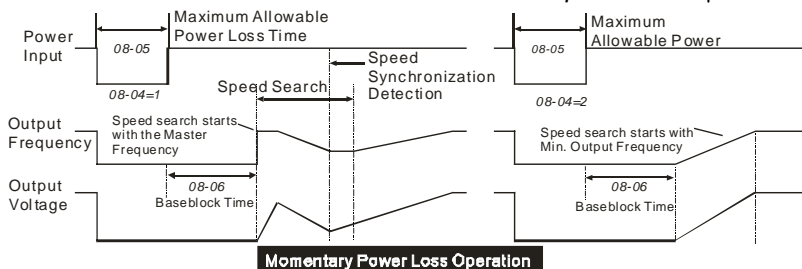 Power
Input
08-05
Maximum Allowable
Power Loss Time
08-04=1
Speed
Synchronization
Detection
Speed Search
08-05
Maximum
Allowable Power
08-04=2
Output
Frequency
Speed search starts
with the Master
Frequency
Speed search starts with
Min. Output Frequency
08-06
Baseblock Time
08-06
Baseblock Time
Output
Voltage
Momentary Power Loss Operation